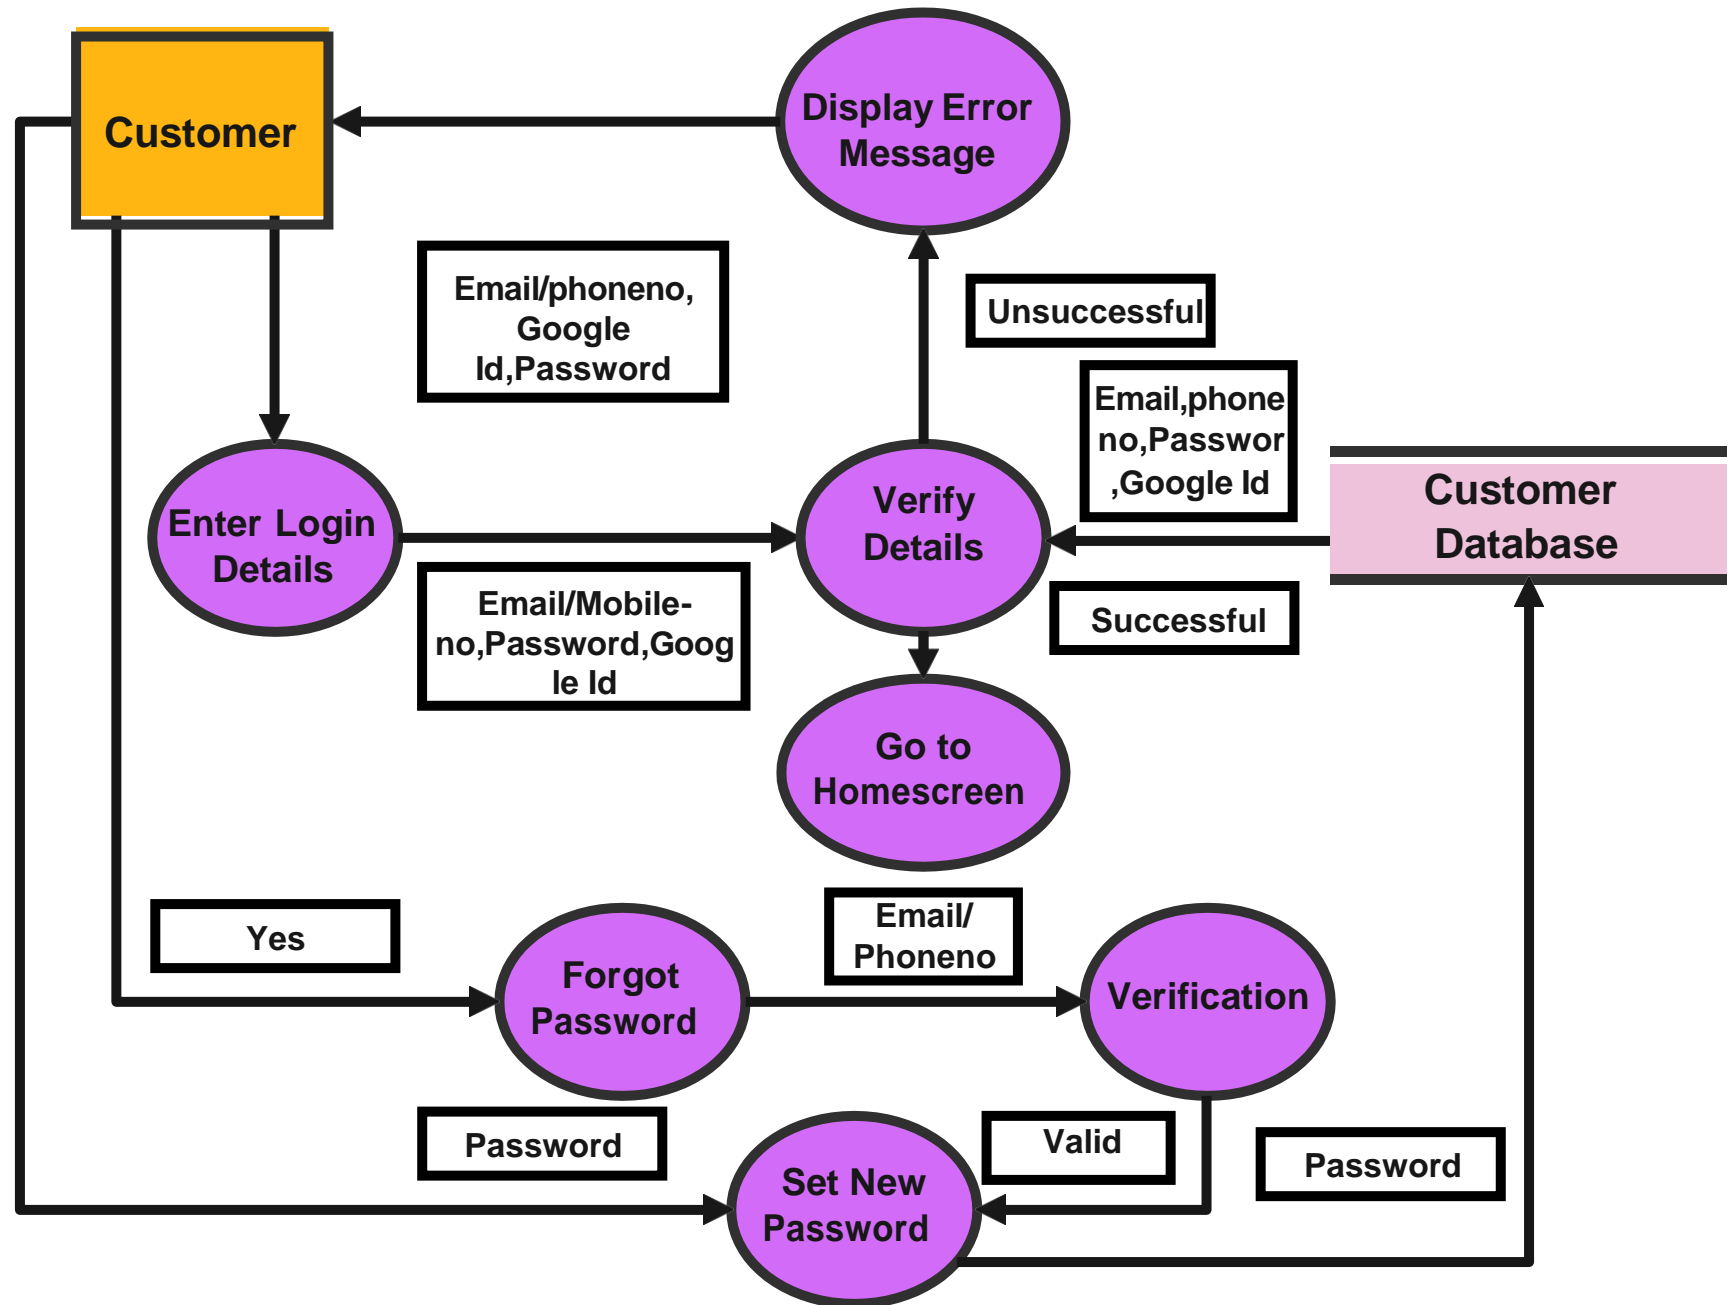 Display Error
Message
Customer
Email/phoneno,
Google
Id,Password
Unsuccessful
Email,phone
no,Passwor
,Google Id
Customer
Database
Verify
Details
Enter Login
Details
Email/Mobile-
no,Password,Goog
le Id
Successful
Go to
Homescreen
Yes
Email/
Phoneno
Forgot
Password
Verification
Password
Valid
Password
Set New
Password